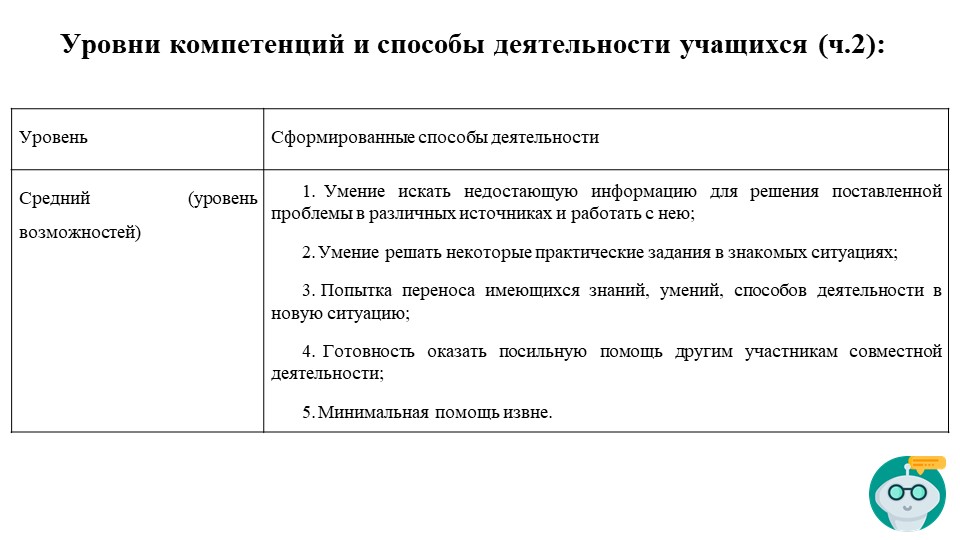 Уровни компетенций и способы деятельности учащихся (ч.2):
Уровень
Сформированные способы деятельности
Средний (уровень
возможностей)
1. Умение искать недостающую информацию для решения поставленной
проблемы в различных источниках и работать с нею;
2. Умение решать некоторые практические задания в знакомых ситуациях;
3. Попытка переноса имеющихся знаний, умений, способов деятельности в
новую ситуацию;
4. Готовность оказать посильную помощь другим участникам совместной
деятельности;
5. Минимальная помощь извне.